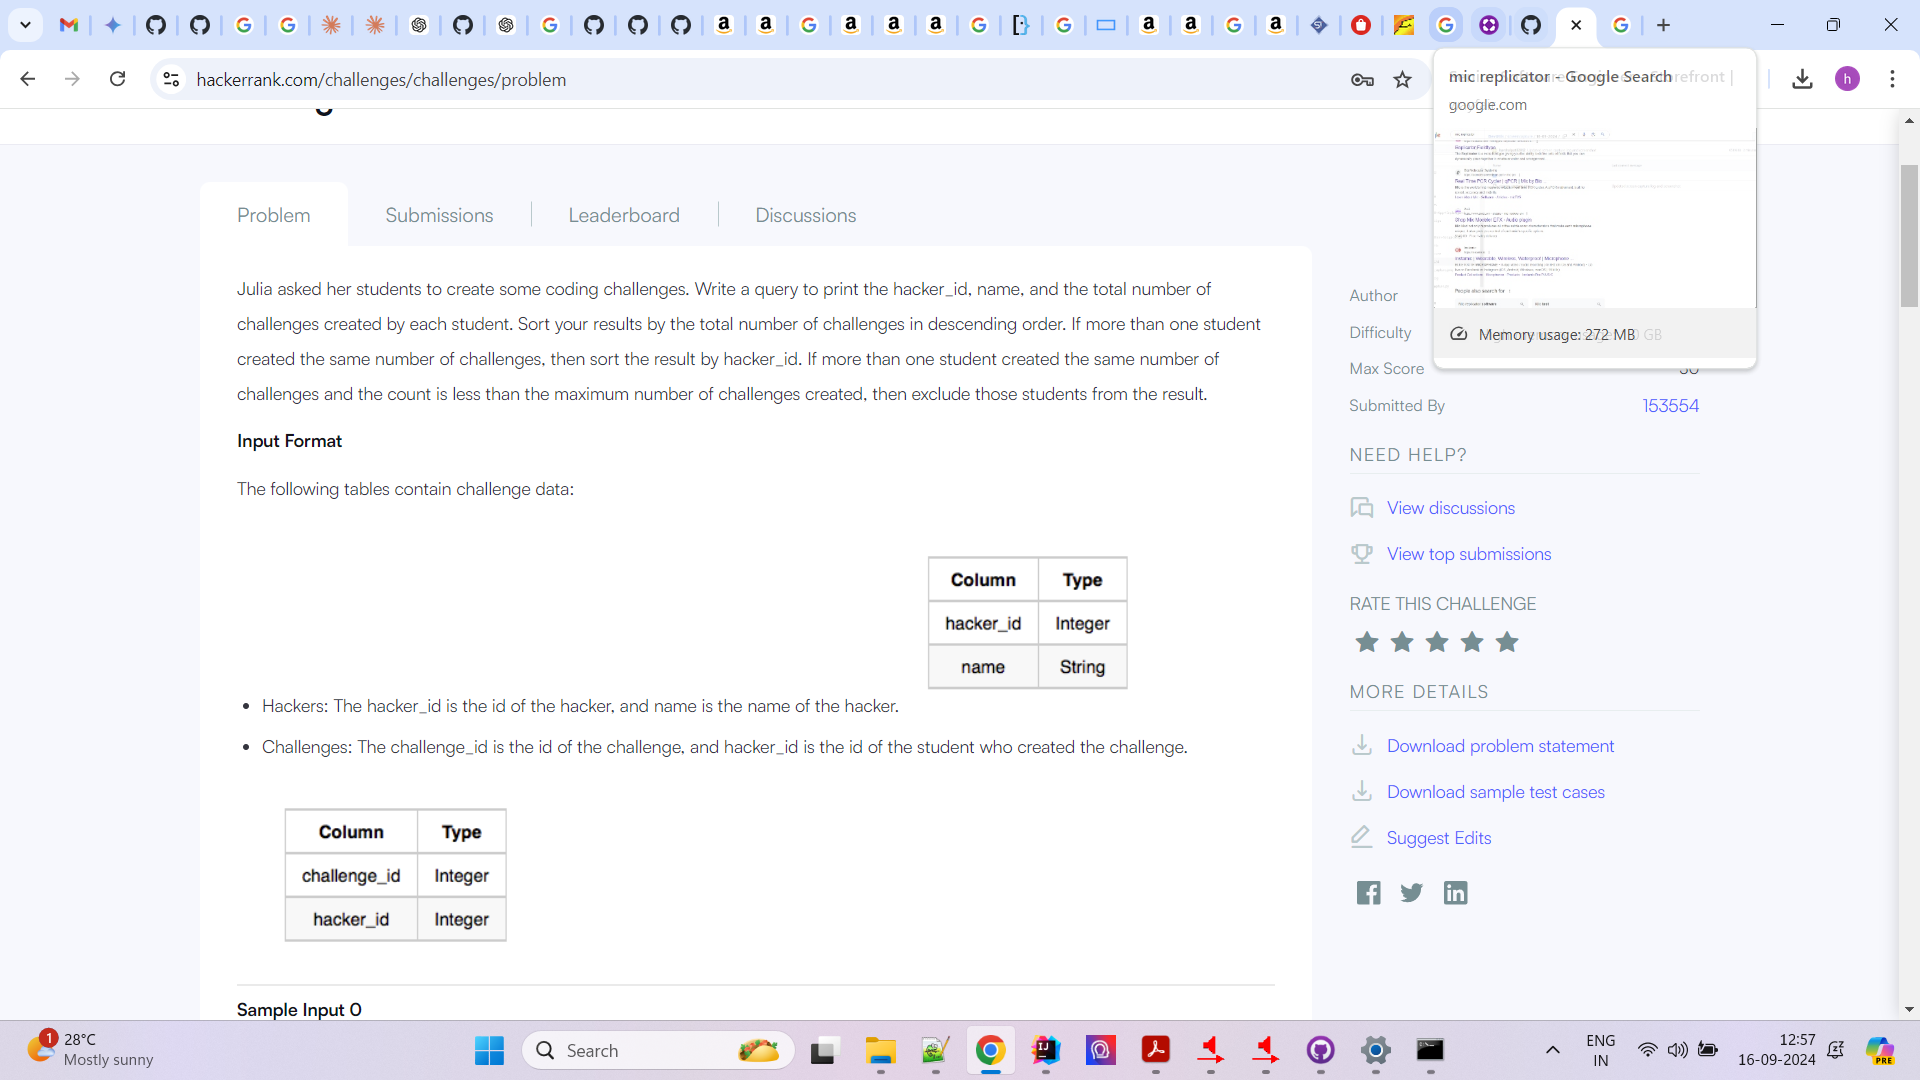 hackerrank.com/challenges/challenges/problem
h
mic replicator - Google Search
google.com
Memory usage: 272 MB
Problem
Submissions
Leaderboard
Discussions
Julia asked her students to create some coding challenges. Write a query to print the hacker_id, name, and the total number of
challenges created by each student. Sort your results by the total number of challenges in descending order. If more than one student
created the same number of challenges, then sort the result by hacker_id. If more than one student created the same number of
challenges and the count is less than the maximum number of challenges created, then exclude those students from the result.
Input Format
The following tables contain challenge data:
Column Type
hacker_id Integer
name String
• Hackers: The hacker_id is the id of the hacker, and name is the name of the hacker.
• Challenges: The challenge_id is the id of the challenge, and hacker_id is the id of the student who created the challenge.
Column Type
challenge_id Integer
hacker_id Integer
Sample Input 0
Author
Difficulty
Max Score
Submitted By 153554
NEED HELP?
View discussions
View top submissions
RATE THIS CHALLENGE
MORE DETAILS
Download problem statement
Download sample test cases
Suggest Edits
1
28°C
Mostly sunny
Search
ENG
IN
12:57
16-09-2024
PRE